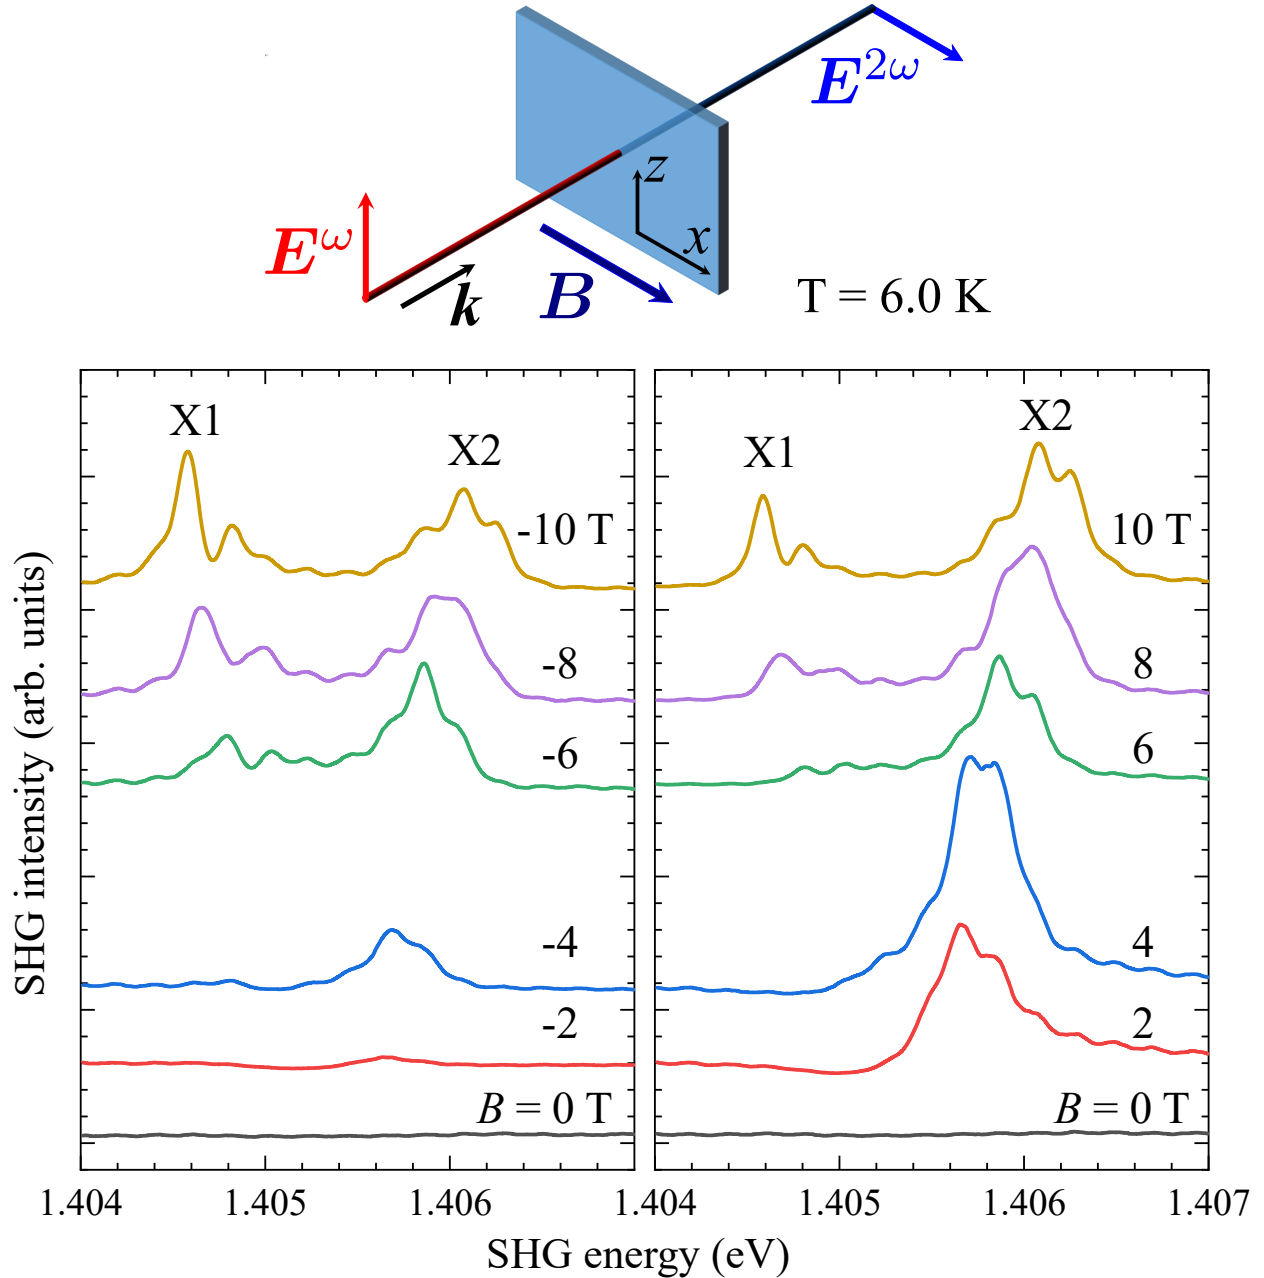 E^2ω
z
E^ω
x
k
B
T = 6.0 K
X1
X2
-10 T
-8
-6
-4
-2
B = 0 T
X1
X2
10 T
8
6
4
2
B = 0 T
SHG intensity (arb. units)
1.404 1.405 1.406 1.404 1.405 1.406 1.407
SHG energy (eV)